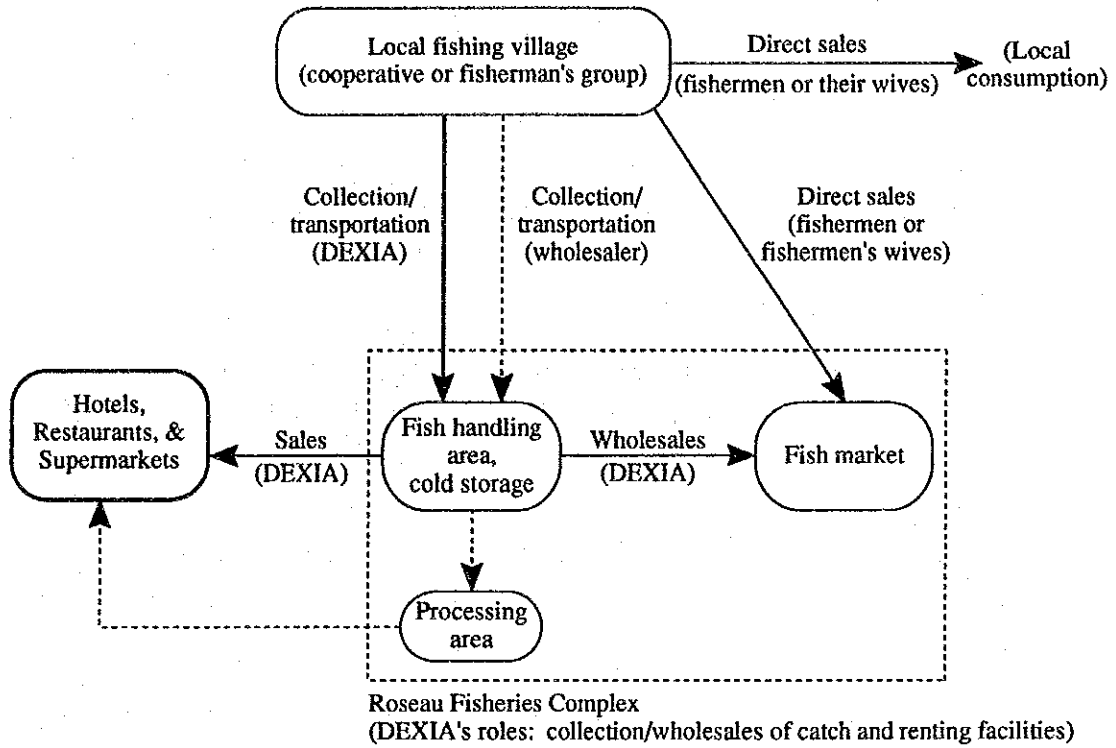 Local fishing village
(cooperative or fisherman's group)
Direct sales
(fishermen or their wives)
(Local
consumption)
Collection/
transportation
(DEXIA)
Collection/
transportation
(wholesaler)
Direct sales
(fishermen or
fishermen's wives)
Hotels,
Restaurants, &
Supermarkets
Sales
(DEXIA)
Fish handling
area,
cold storage
Wholesales
(DEXIA)
Fish market
Processing
area
Roseau Fisheries Complex
(DEXIA's roles: collection/wholesales of catch and renting facilities)